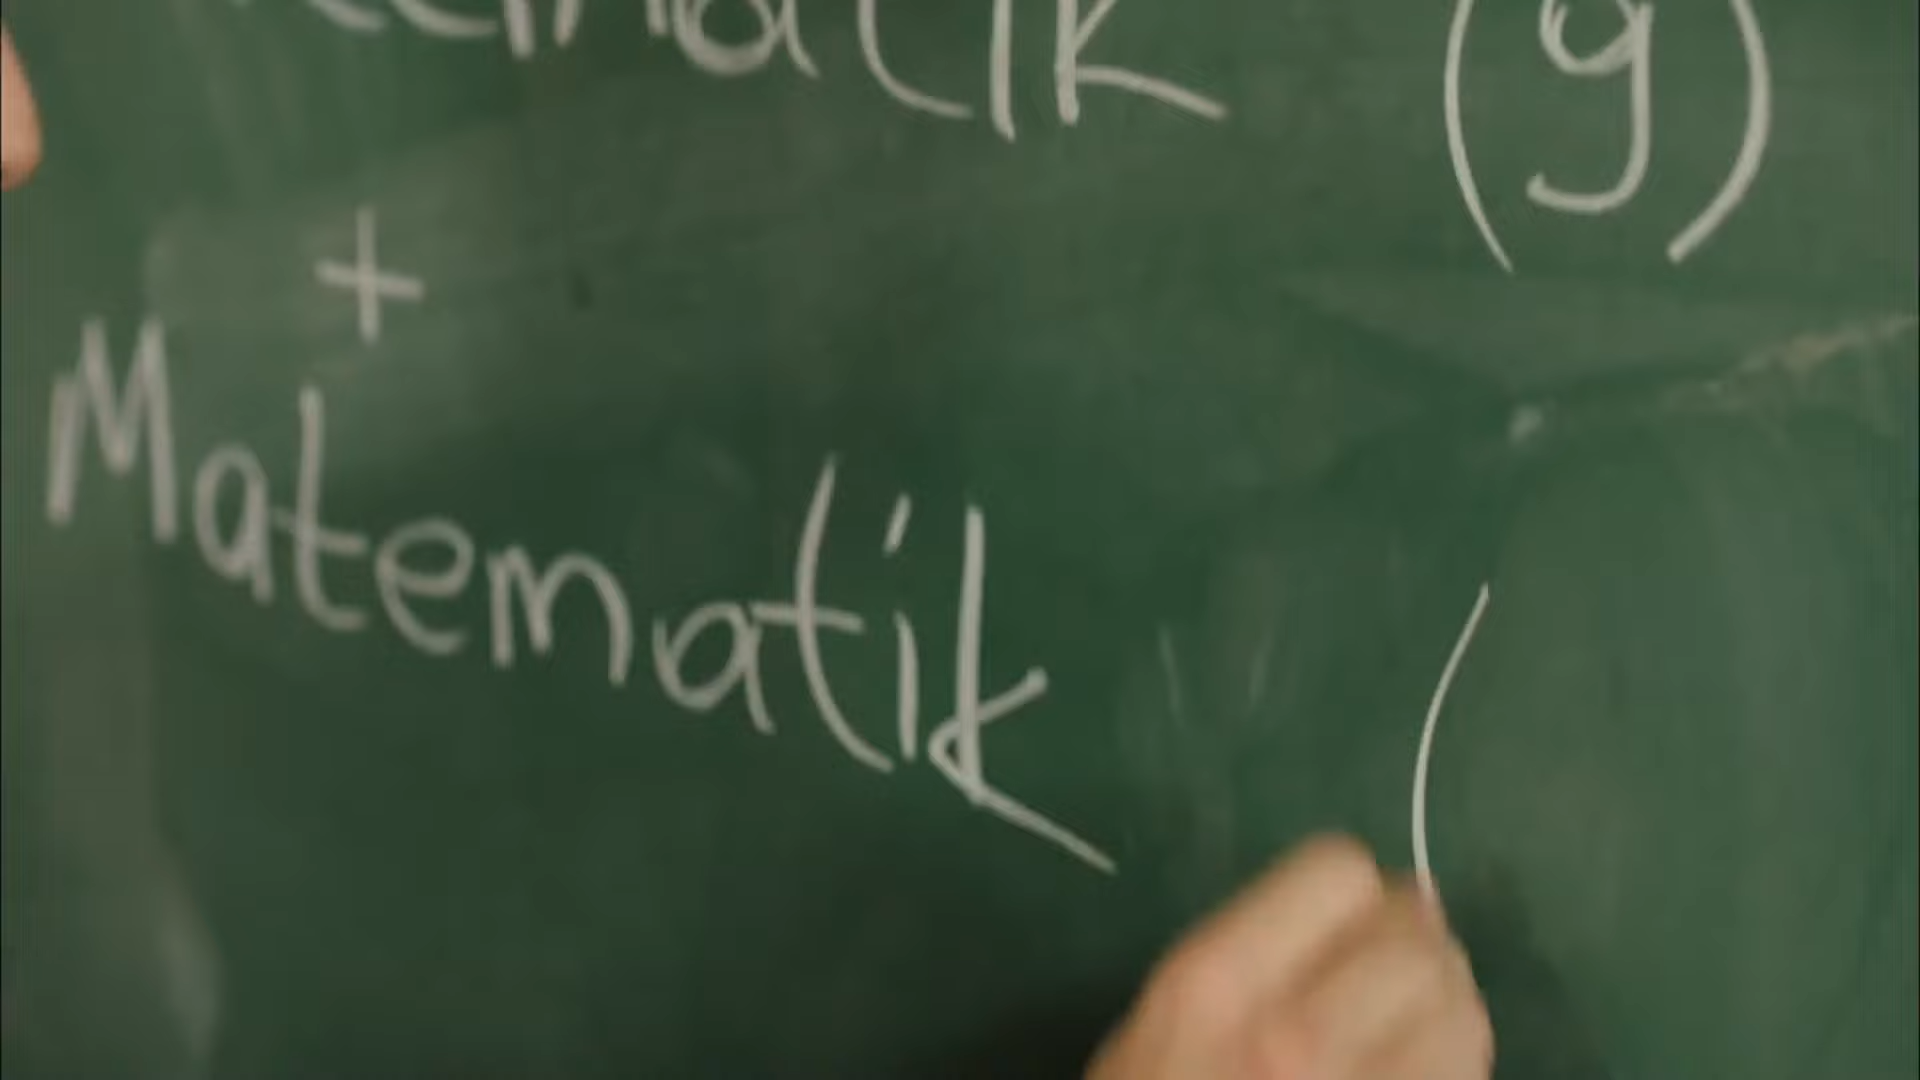 (g)
+
Matematik (